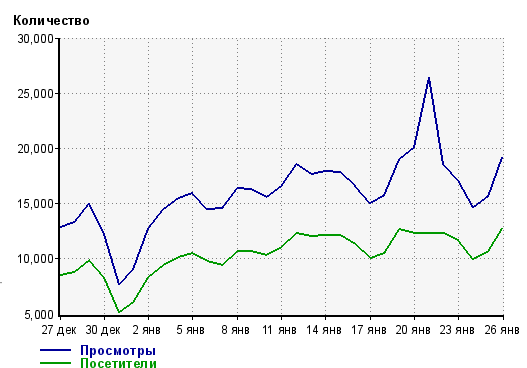 Количество
30,000
25,000
20,000
15,000
10,000
5,000
27 дек 30 дек 2 янв 5 янв 8 янв 11 янв 14 янв 17 янв 20 янв 23 янв 26 янв
Просмотры
Посетители